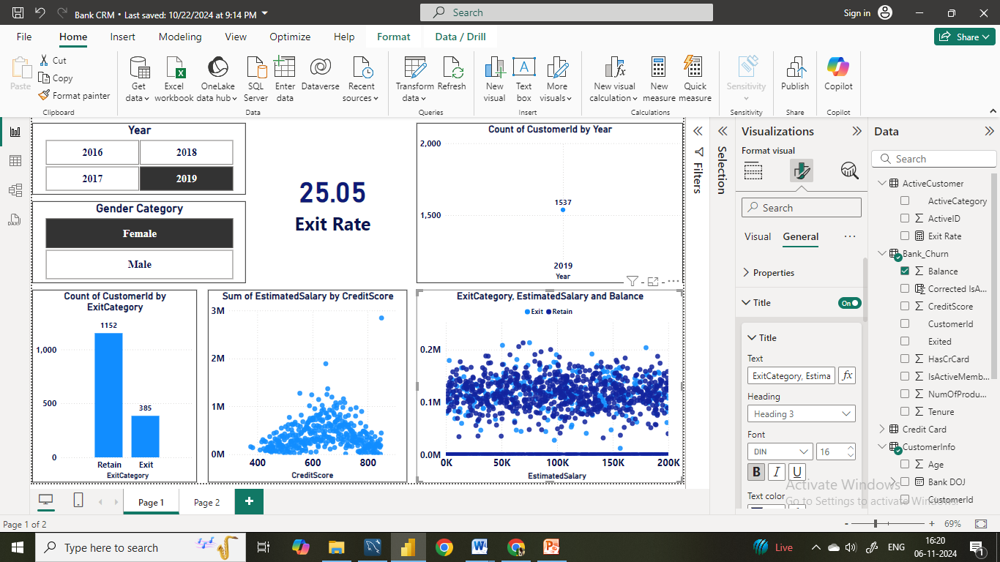 Bank CRM • Last saved: 10/22/2024 at 9:14 PM
Search
Sign in
File
Home
Insert
Modeling
View
Optimize
Help
Format
Data / Drill
Share
Paste
Cut
Copy
Format painter
Clipboard
Get data
Excel workbook
OneLake data hub
SQL Server
Enter data
Dataverse
Recent sources
Data
Transform data
Refresh
Queries
New visual
Text box
More visuals
Insert
New visual calculation
New measure
Quick measure
Calculations
Sensitivity
Sensitivity
Publish
Share
Copilot
Copilot
Year
2016
2018
2017
2019
Gender Category
Female
Male
25.05
Exit Rate
Count of CustomerId by Year
2,000
1,500
1537
2019
Year
Count of CustomerId by
ExitCategory
1152
1,000
500
385
0
Retain
Exit
ExitCategory
Sum of EstimatedSalary by CreditScore
3M
2M
1M
0M
400
600
800
CreditScore
ExitCategory, EstimatedSalary and Balance
Exit
Retain
0.2M
0.1M
0.0M
0K
50K
100K
150K
200K
EstimatedSalary
Filters
Selection
Visualizations
Format visual
Search
Visual
General
...
Properties
Title
On
Title
Text
ExitCategory, Estima
fx
Heading
Heading 3
Font
DIN
16
B
I
U
Text color
Data
Search
ActiveCustomer
ActiveCategory
ActiveID
Exit Rate
Bank_Churn
Balance
Corrected IsA...
CreditScore
CustomerId
Exited
HasCrCard
IsActiveMemb...
NumOfProdu...
Tenure
Credit Card
CustomerInfo
Age
Bank DOJ
CustomerId
Activate Windows
Go to Settings to activate Windows.
Page 1
Page 2
+
Page 1 of 2
-
+
69%
Type here to search
Live
ENG
16:20
06-11-2024
1